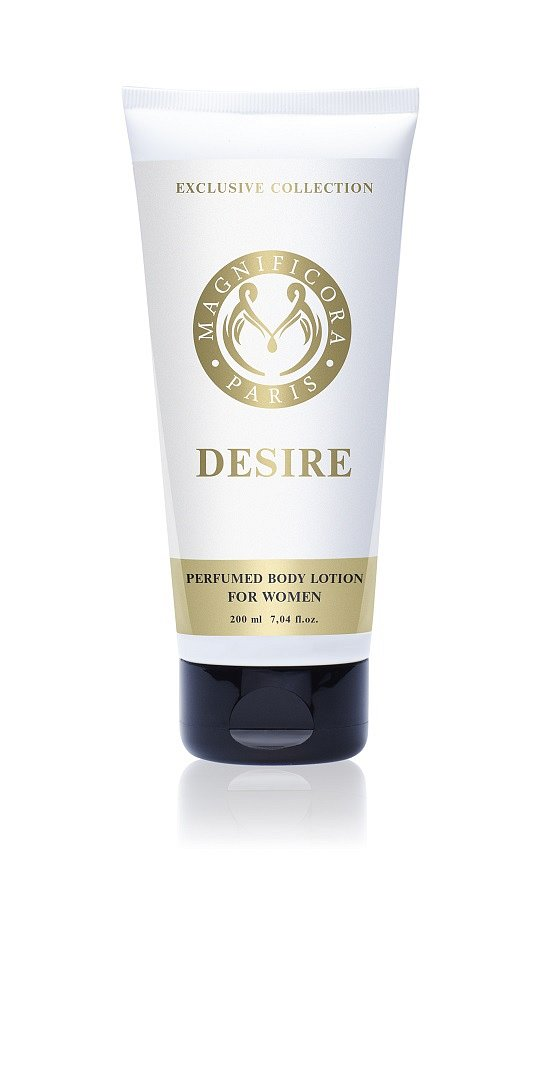 EXCLUSIVE COLLECTION
MAGNIFICORA
• PARIS •
DESIRE
PERFUMED BODY LOTION
FOR WOMEN
200 ml 7,04 fl.oz.